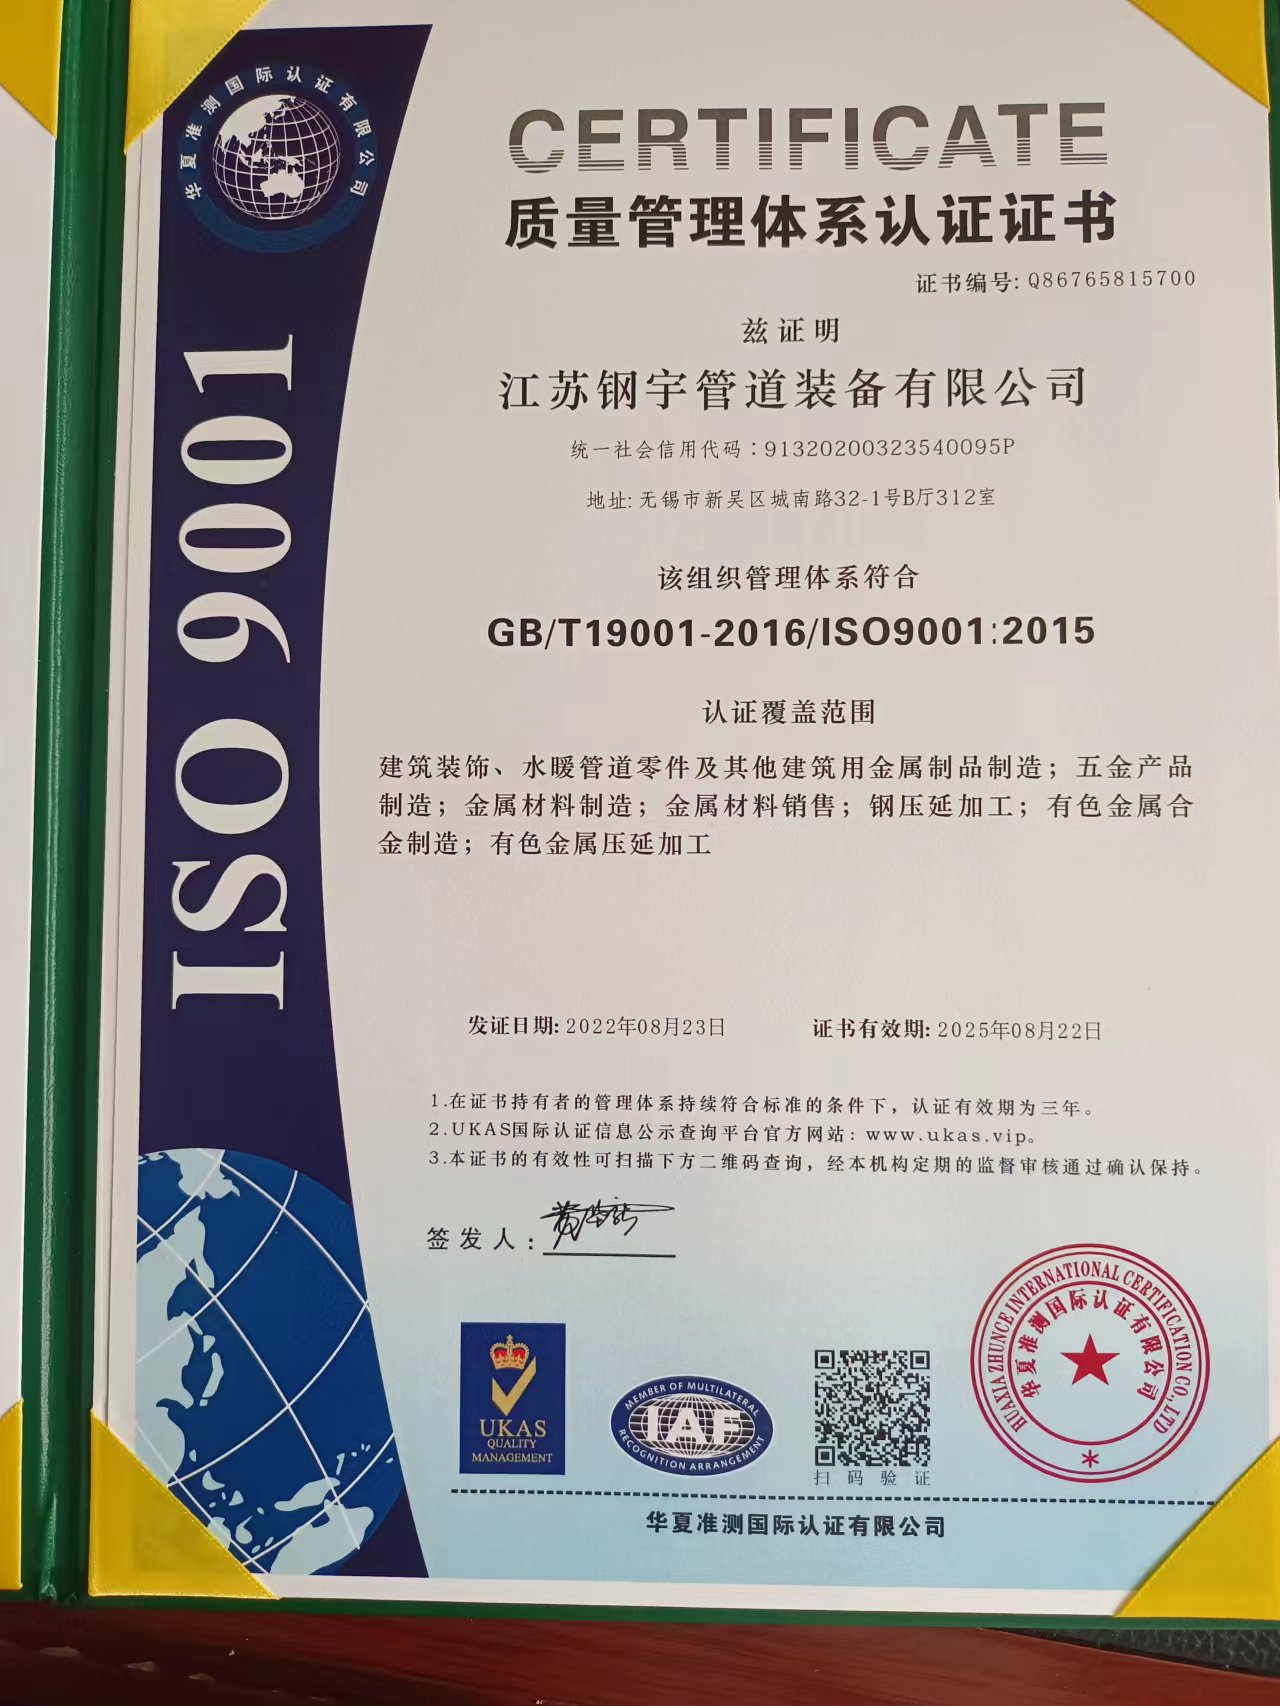 华夏准测国际认证有限公司
CERTIFICATE
质量管理体系认证证书
证书编号: Q86765815700
兹证明
江苏钢宇管道装备有限公司
统一社会信用代码：91320200323540095P
地址: 无锡市新吴区城南路32-1号B厅312室
该组织管理体系符合
GB/T19001-2016/ISO9001:2015
认证覆盖范围
建筑装饰、水暖管道零件及其他建筑用金属制品制造；五金产品
制造；金属材料制造；金属材料销售；钢压延加工；有色金属合
金制造；有色金属压延加工
发证日期: 2022年08月23日
证书有效期: 2025年08月22日
1.在证书持有者的管理体系持续符合标准的条件下，认证有效期为三年。
2.UKAS国际认证信息公示查询平台官方网站: www.ukas.vip。
3.本证书的有效性可扫描下方二维码查询，经本机构定期的监督审核通过确认保持。
签发人:
ISO 9001
UKAS
QUALITY
MANAGEMENT
MEMBER OF MULTILATERAL
IAF
RECOGNITION ARRANGEMENT
扫码验证
HUAXIA ZHUNCE INTERNATIONAL CERTIFICATION CO., LTD
华夏准测国际认证有限公司
华夏准测国际认证有限公司